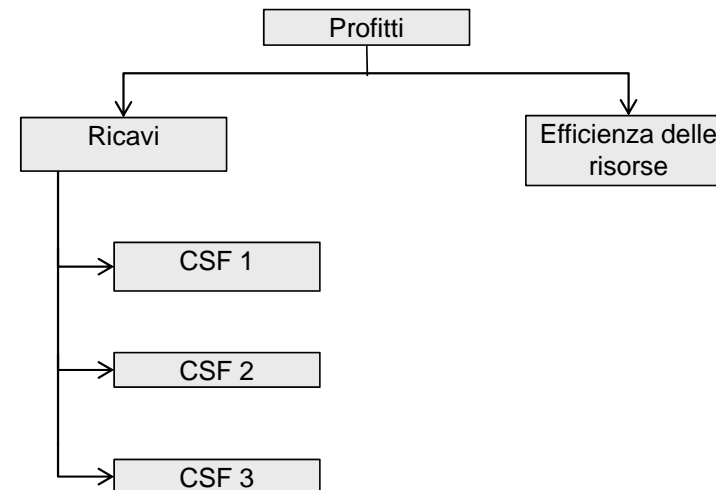 Profitti
Ricavi
Efficienza delle
risorse
CSF 1
CSF 2
CSF 3